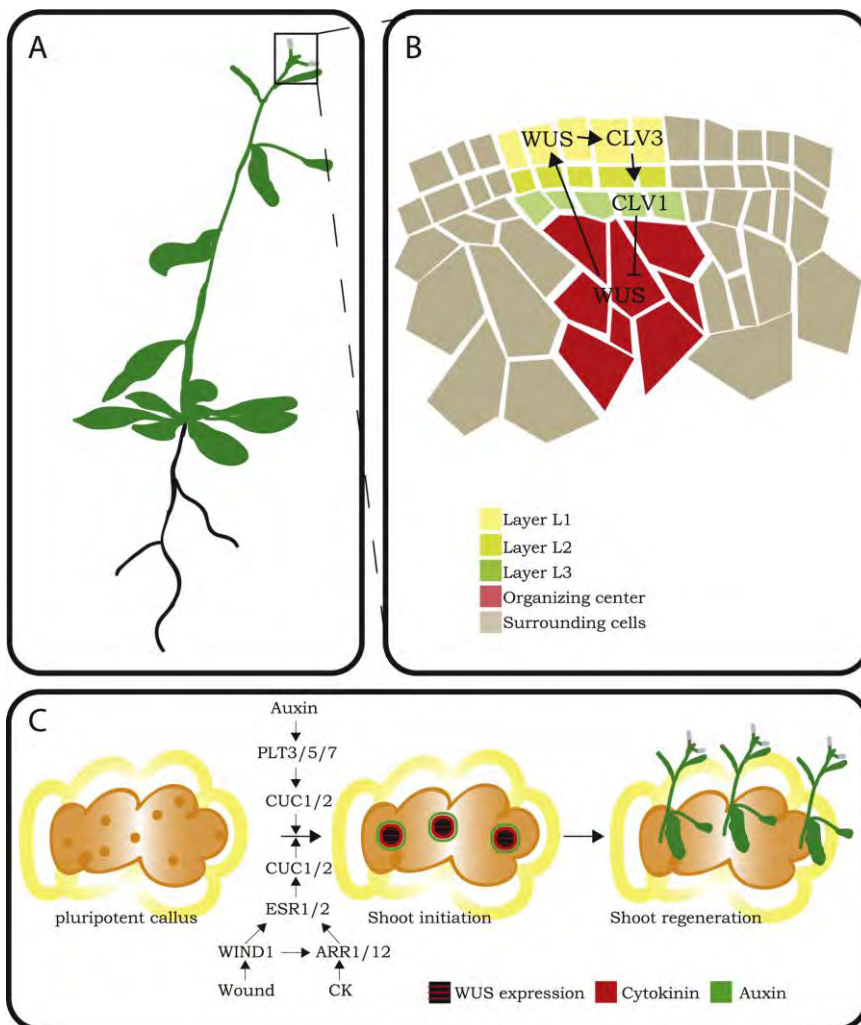 A
B
WUS CLV3
CLV1
WUS
Layer L1
Layer L2
Layer L3
Organizing center
Surrounding cells
C
Auxin
PLT3/5/7
CUC1/2
CUC1/2
ESR1/2
WIND1 ARR1/12
Wound CK
pluripotent callus
Shoot initiation
Shoot regeneration
WUS expression Cytokinin Auxin